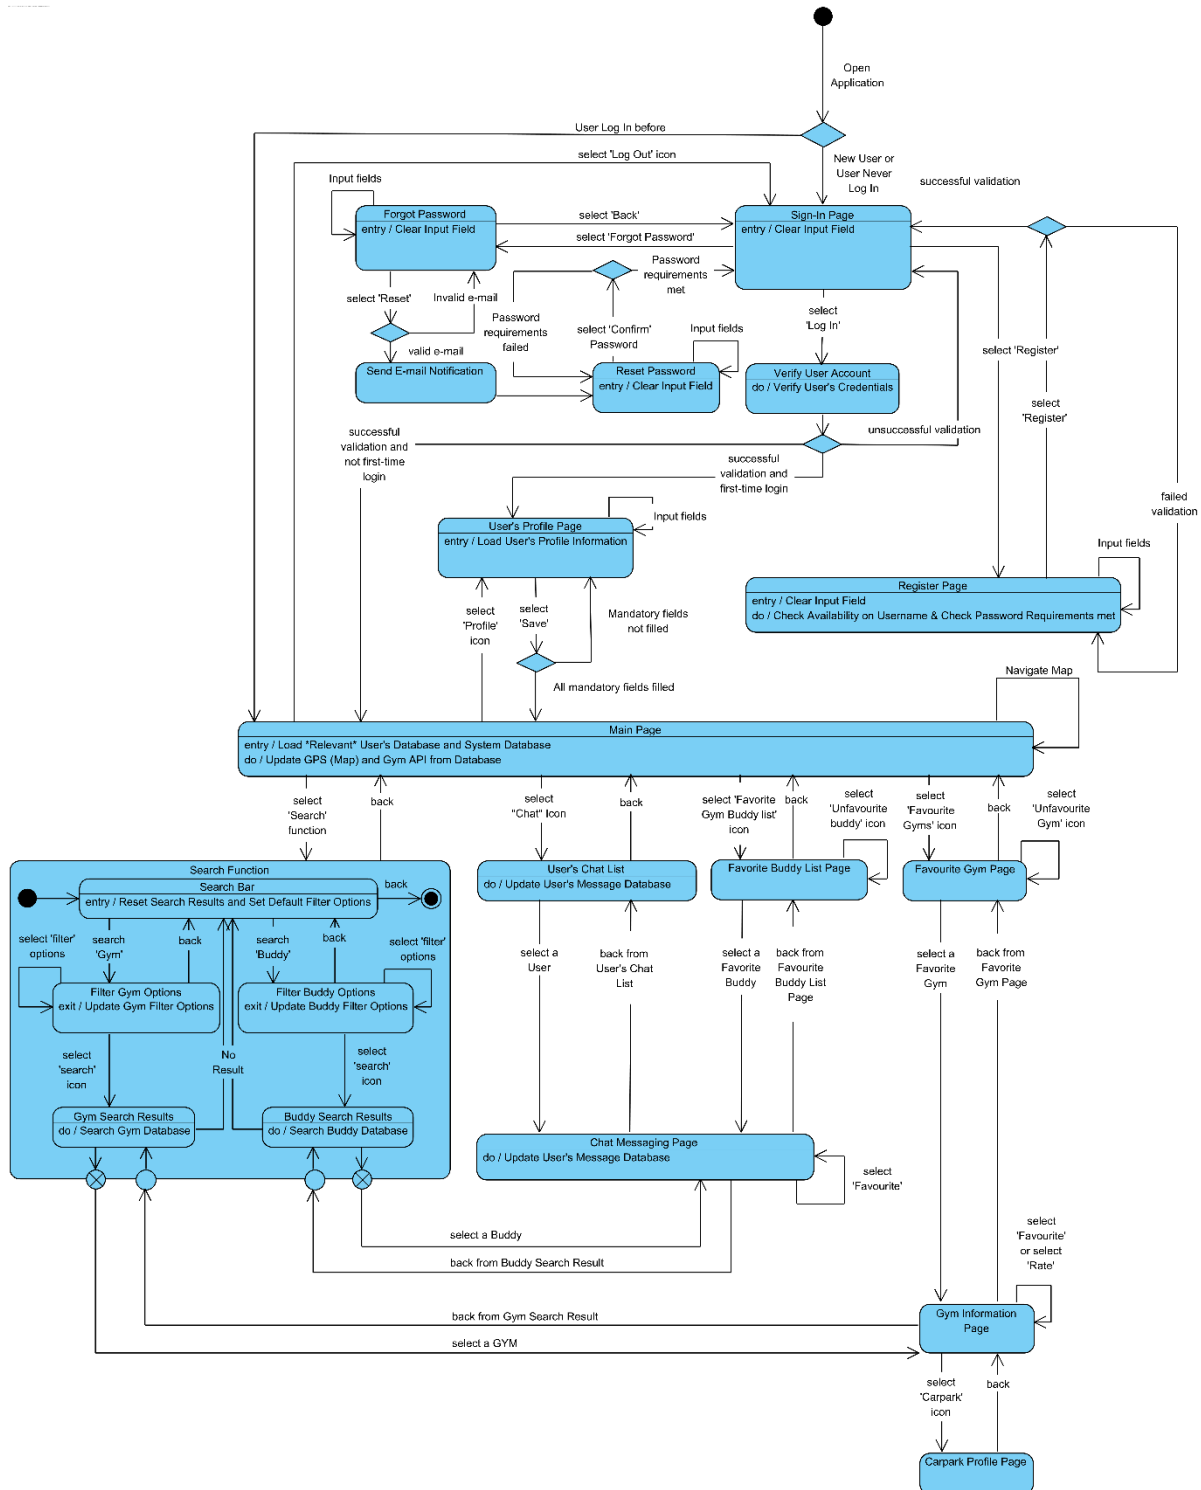 Open
Application
User Log In before
select 'Log Out' icon
New User or
User Never
Log In
successful validation
Input fields
Forgot Password
entry / Clear Input Field
select 'Back'
select 'Forgot Password'
Sign-In Page
entry / Clear Input Field
Password
requirements
met
select 'Reset'
Invalid e-mail
Password
requirements
failed
select 'Confirm'
Password
Input fields
select
'Log In'
select 'Register'
valid e-mail
Send E-mail Notification
Reset Password
entry / Clear Input Field
Verify User Account
do / Verify User's Credentials
select
'Register'
successful
validation and
not first-time
login
unsuccessful validation
successful
validation and
first-time login
failed
validation
User's Profile Page
entry / Load User's Profile Information
Input fields
Input fields
Register Page
entry / Clear Input Field
do / Check Availability on Username & Check Password Requirements met
select
'Profile'
icon
select
'Save'
Mandatory fields
not filled
All mandatory fields filled
Navigate Map
Main Page
entry / Load *Relevant* User's Database and System Database
do / Update GPS (Map) and Gym API from Database
select
'Search'
function
back
select
"Chat" Icon
back
select 'Favorite
Gym Buddy list'
icon
back
select
'Unfavourite
buddy' icon
select
'Favourite
Gyms' icon
back
select
'Unfavourite
Gym' icon
Search Function
Search Bar
entry / Reset Search Results and Set Default Filter Options
back
User's Chat List
do / Update User's Message Database
Favorite Buddy List Page
Favourite Gym Page
select 'filter'
options
search
'Gym'
back
search
'Buddy'
back
select 'filter'
options
Filter Gym Options
exit / Update Gym Filter Options
Filter Buddy Options
exit / Update Buddy Filter Options
select a
User
back from
User's Chat
List
select a
Favorite
Buddy
back from
Favourite
Buddy List
Page
select a
Favorite
Gym
back from
Favorite
Gym Page
select
'search'
icon
No
Result
select
'search'
icon
Gym Search Results
do / Search Gym Database
Buddy Search Results
do / Search Buddy Database
Chat Messaging Page
do / Update User's Message Database
select
'Favourite'
select a Buddy
back from Buddy Search Result
select
'Favourite'
or select
'Rate'
back from Gym Search Result
select a GYM
Gym Information
Page
select
'Carpark'
icon
back
Carpark Profile Page